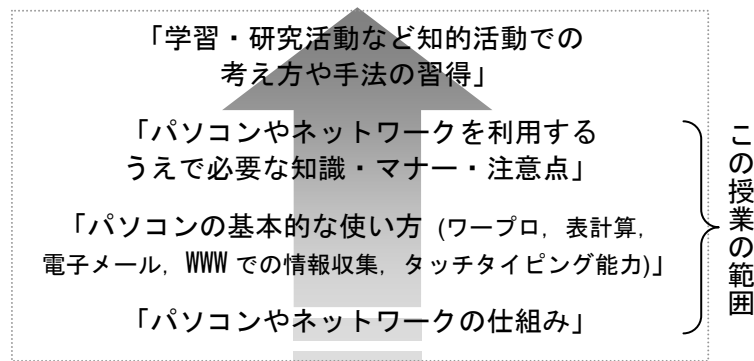 「学習・研究活動など知的活動での
考え方や手法の習得」
「パソコンやネットワークを利用する
うえで必要な知識・マナー・注意点」
「パソコンの基本的な使い方 (ワープロ, 表計算,
電子メール, WWW での情報収集, タッチタイピング能力)」
「パソコンやネットワークの仕組み」
この授業の範囲